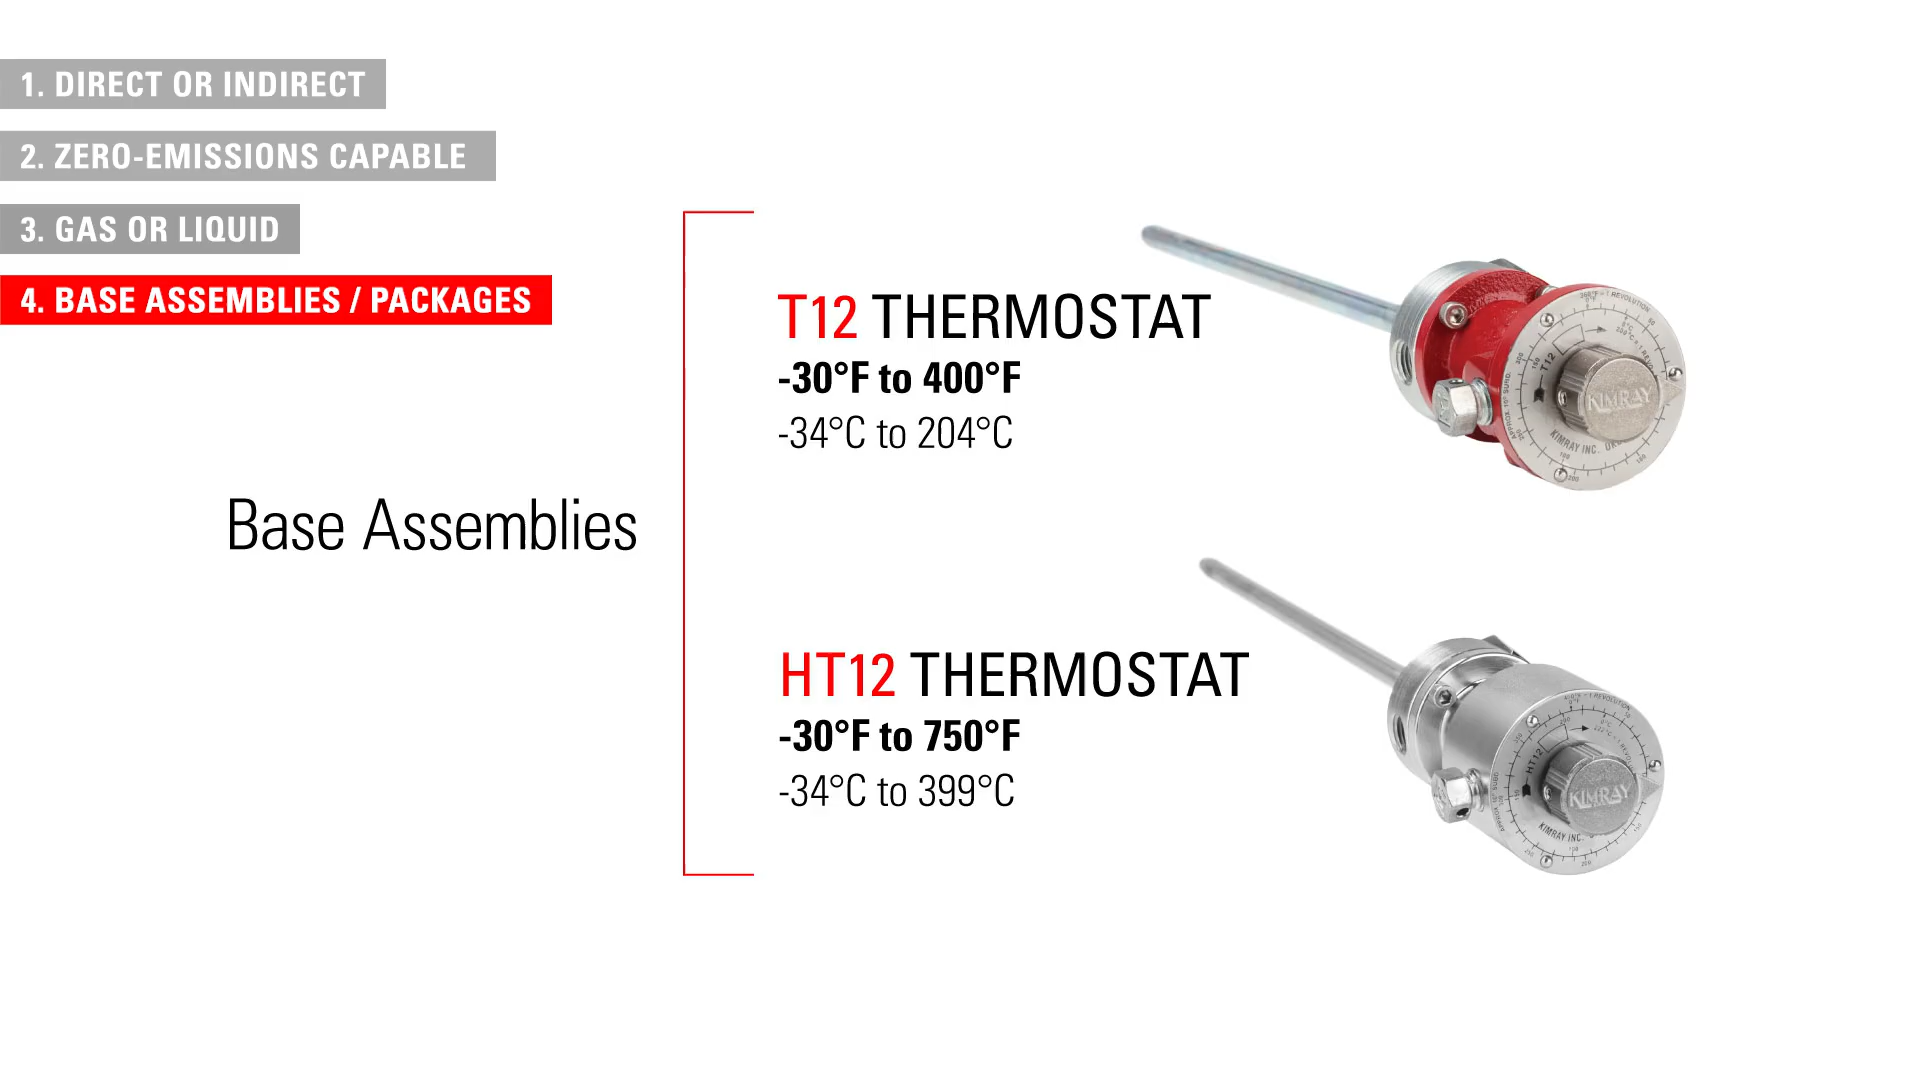 1. DIRECT OR INDIRECT
2. ZERO-EMISSIONS CAPABLE
3. GAS OR LIQUID
4. BASE ASSEMBLIES / PACKAGES
Base Assemblies
T12 THERMOSTAT
-30°F to 400°F
-34°C to 204°C
T12
KIMRAY
KIMRAY INC.
HT12 THERMOSTAT
-30°F to 750°F
-34°C to 399°C
HT12
KIMRAY
KIMRAY INC.